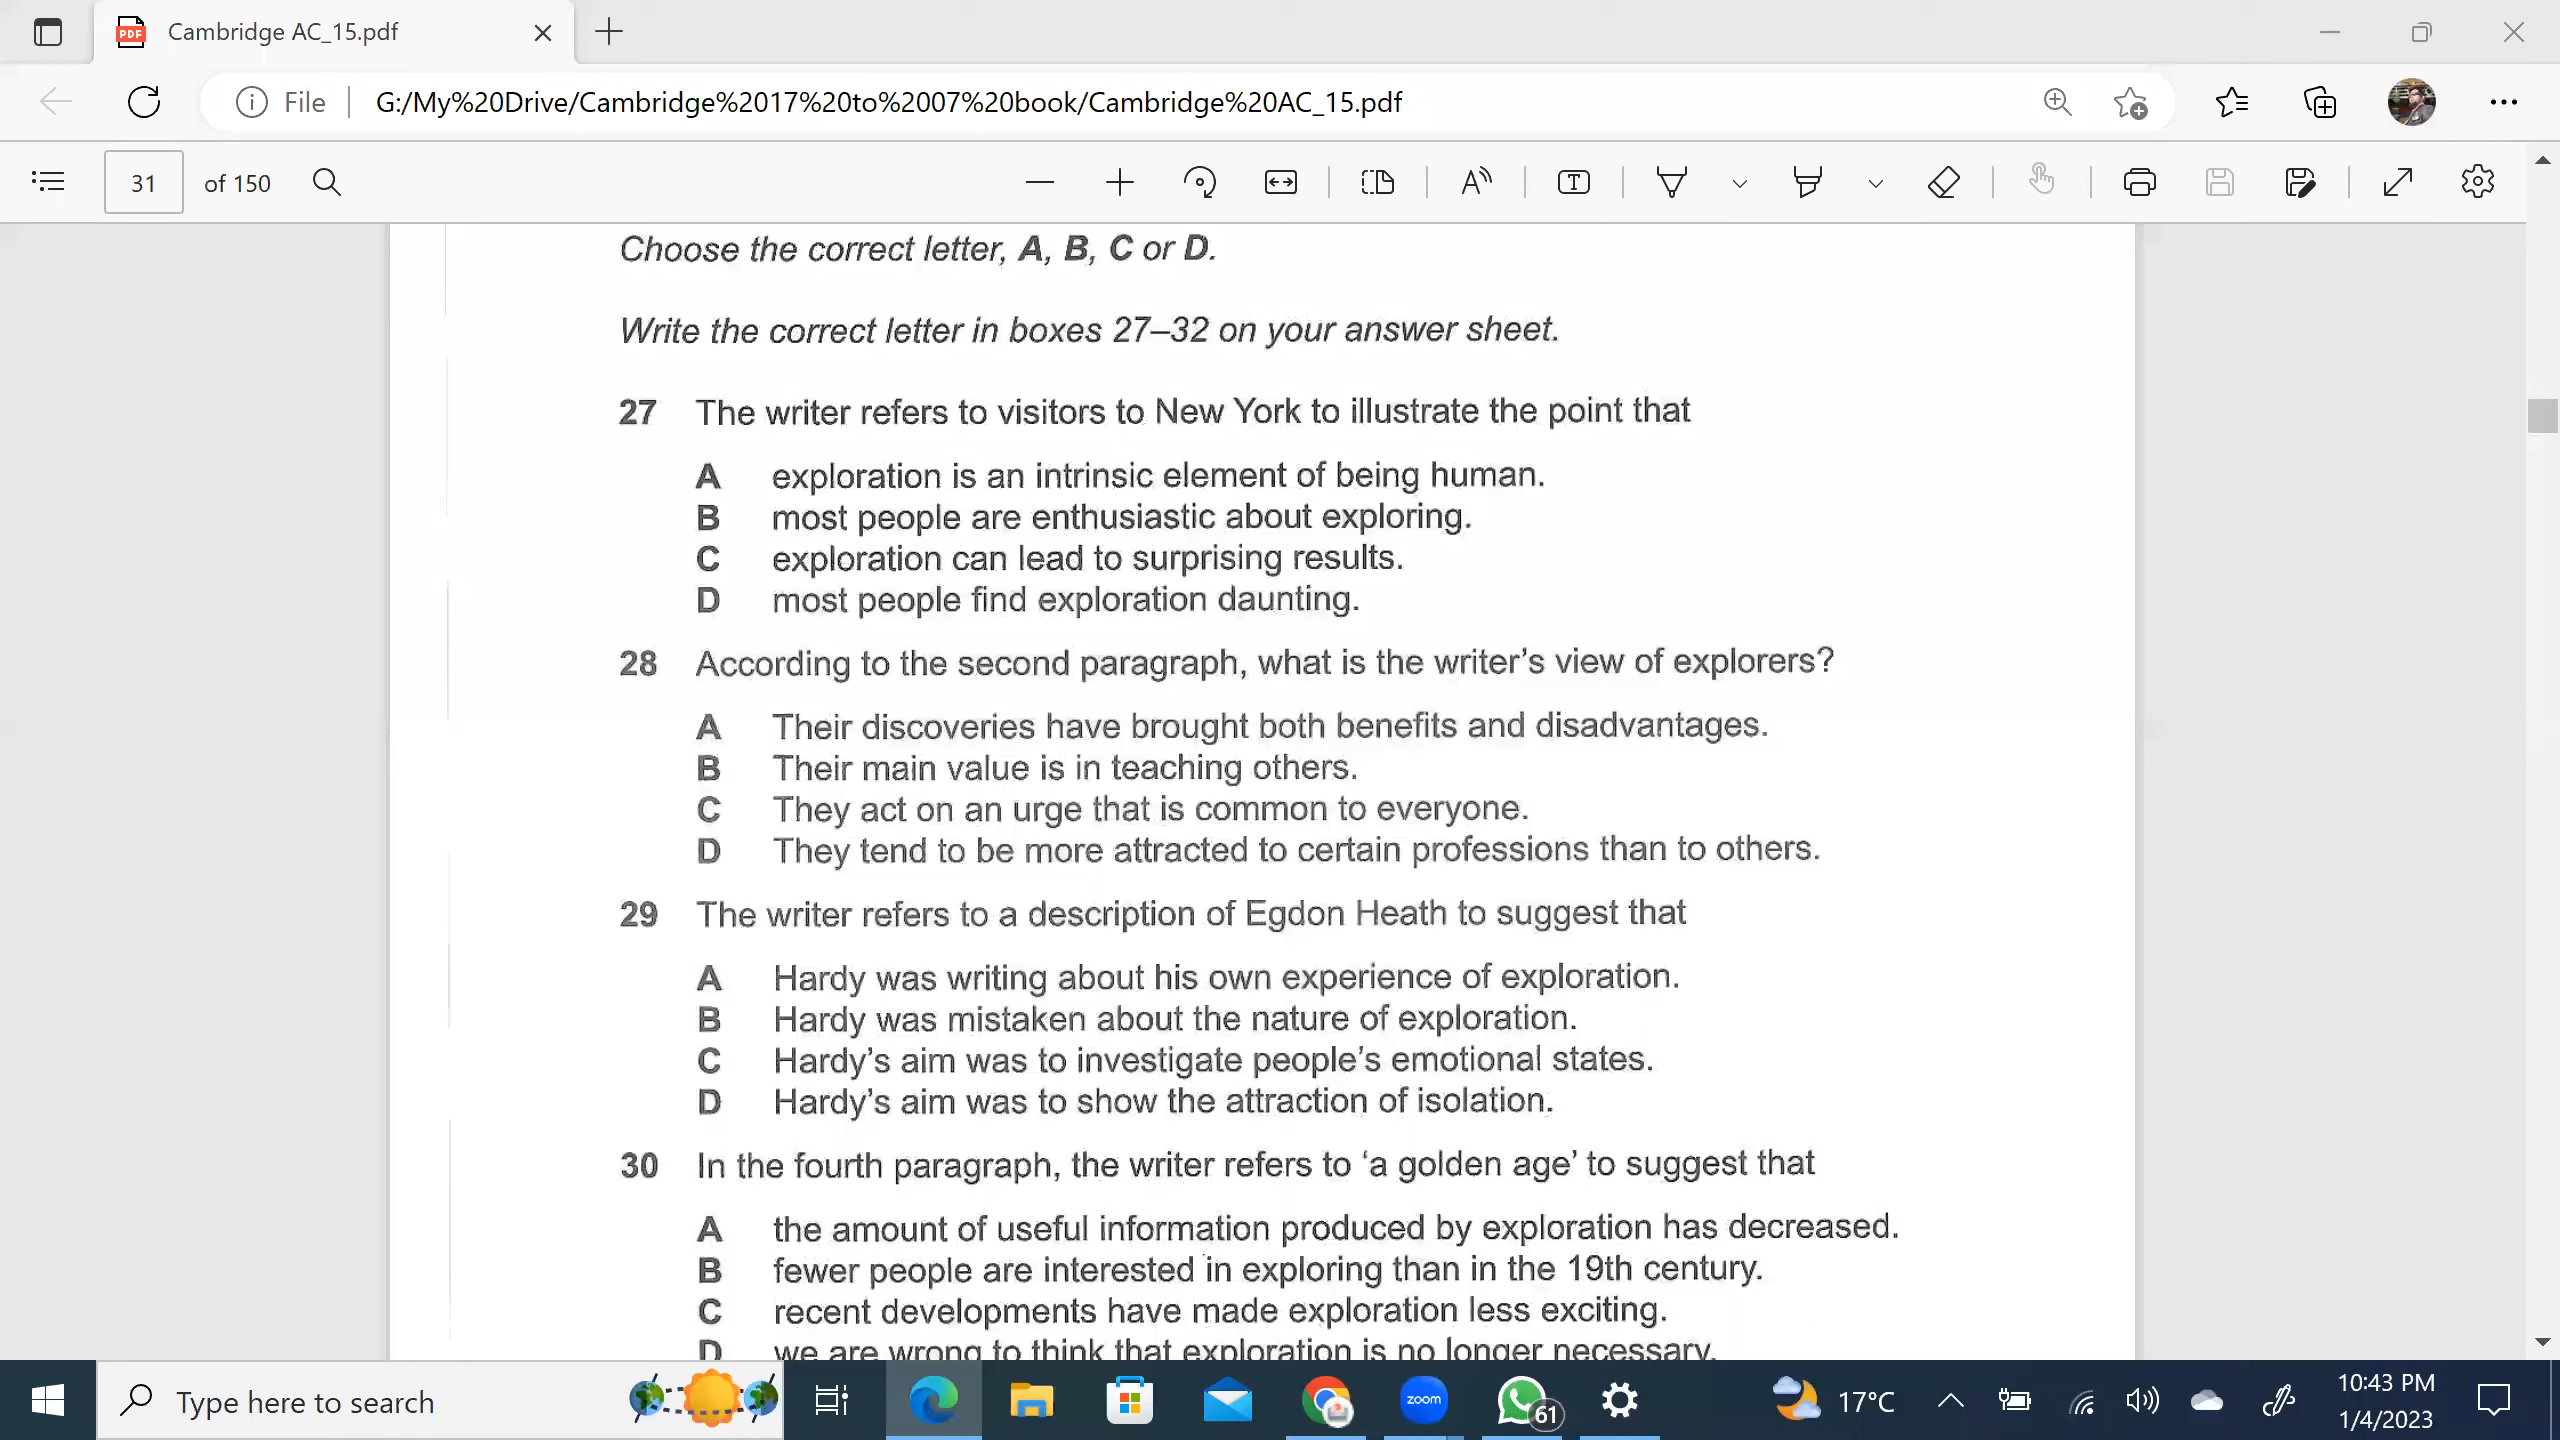 Cambridge AC_15.pdf
File
G:/My%20Drive/Cambridge%2017%20to%2007%20book/Cambridge%20AC_15.pdf
31 of 150
Choose the correct letter, A, B, C or D.
Write the correct letter in boxes 27–32 on your answer sheet.
27 The writer refers to visitors to New York to illustrate the point that
A exploration is an intrinsic element of being human.
B most people are enthusiastic about exploring.
C exploration can lead to surprising results.
D most people find exploration daunting.
28 According to the second paragraph, what is the writer's view of explorers?
A Their discoveries have brought both benefits and disadvantages.
B Their main value is in teaching others.
C They act on an urge that is common to everyone.
D They tend to be more attracted to certain professions than to others.
29 The writer refers to a description of Egdon Heath to suggest that
A Hardy was writing about his own experience of exploration.
B Hardy was mistaken about the nature of exploration.
C Hardy's aim was to investigate people's emotional states.
D Hardy's aim was to show the attraction of isolation.
30 In the fourth paragraph, the writer refers to 'a golden age' to suggest that
A the amount of useful information produced by exploration has decreased.
B fewer people are interested in exploring than in the 19th century.
C recent developments have made exploration less exciting.
D we are wrong to think that exploration is no longer necessary.
Type here to search
zoom
61
17°C
10:43 PM
1/4/2023